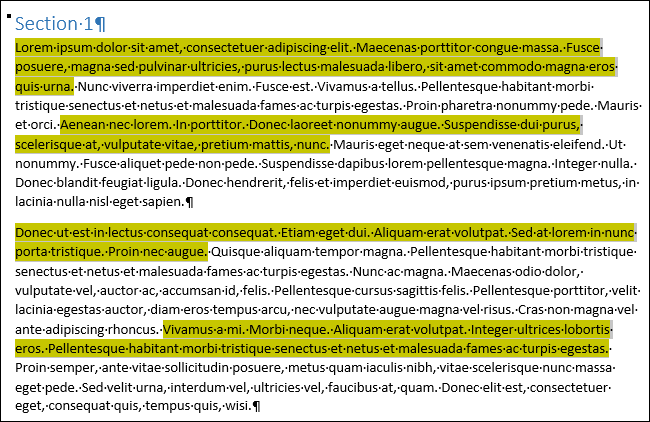 Section·1¶
Lorem·ipsum·dolor·sit·amet,·consectetuer·adipiscing·elit.·Maecenas·porttitor·congue·massa.·Fusce·
posuere,·magna·sed·pulvinar·ultricies,·purus·lectus·malesuada·libero,·sit·amet·commodo·magna·eros·
quis·urna.·Nunc·viverra·imperdiet·enim.·Fusce·est.·Vivamus·a·tellus.·Pellentesque·habitant·morbi·
tristique·senectus·et·netus·et·malesuada·fames·ac·turpis·egestas.·Proin·pharetra·nonummy·pede.·Mauris·
et·orci.·Aenean·nec·lorem.·In·porttitor.·Donec·laoreet·nonummy·augue.·Suspendisse·dui·purus,·
scelerisque·at,·vulputate·vitae,·pretium·mattis,·nunc.·Mauris·eget·neque·at·sem·venenatis·eleifend.·Ut·
nonummy.·Fusce·aliquet·pede·non·pede.·Suspendisse·dapibus·lorem·pellentesque·magna.·Integer·nulla.·
Donec·blandit·feugiat·ligula.·Donec·hendrerit,·felis·et·imperdiet·euismod,·purus·ipsum·pretium·metus,·in·
lacinia·nulla·nisl·eget·sapien.¶
Donec·ut·est·in·lectus·consequat·consequat.·Etiam·eget·dui.·Aliquam·erat·volutpat.·Sed·at·lorem·in·nunc·
porta·tristique.·Proin·nec·augue.·Quisque·aliquam·tempor·magna.·Pellentesque·habitant·morbi·tristique·
senectus·et·netus·et·malesuada·fames·ac·turpis·egestas.·Nunc·ac·magna.·Maecenas·odio·dolor,·
vulputate·vel,·auctor·ac,·accumsan·id,·felis.·Pellentesque·cursus·sagittis·felis.·Pellentesque·porttitor,·velit·
lacinia·egestas·auctor,·diam·eros·tempus·arcu,·nec·vulputate·augue·magna·vel·risus.·Cras·non·magna·vel·
ante·adipiscing·rhoncus.·Vivamus·a·mi.·Morbi·neque.·Aliquam·erat·volutpat.·Integer·ultrices·lobortis·
eros.·Pellentesque·habitant·morbi·tristique·senectus·et·netus·et·malesuada·fames·ac·turpis·egestas.·
Proin·semper,·ante·vitae·sollicitudin·posuere,·metus·quam·iaculis·nibh,·vitae·scelerisque·nunc·massa·
eget·pede.·Sed·velit·urna,·interdum·vel,·ultricies·vel,·faucibus·at,·quam.·Donec·elit·est,·consectetuer·
eget,·consequat·quis,·tempus·quis,·wisi.¶